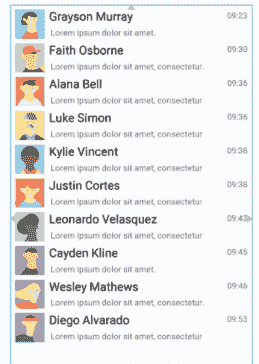 Grayson Murray 09:23
Lorem ipsum dolor sit amet.
Faith Osborne 09:30
Lorem ipsum dolor sit amet, consectetur.
Alana Bell 09:36
Lorem ipsum dolor sit amet, consectetur
Luke Simon 09:36
Lorem ipsum dolor sit amet, consectetur
Kylie Vincent 09:38
Lorem ipsum dolor sit amet, consectetur
Justin Cortes 09:38
Lorem ipsum dolor sit amet, consectetur
Leonardo Velasquez 09:43
Lorem ipsum dolor sit amet, consectetur
Cayden Kline 09:45
Lorem ipsum dolor sit amet.
Wesley Mathews 09:46
Lorem ipsum dolor sit amet, consectetur.
Diego Alvarado 09:53
Lorem ipsum dolor sit amet, consectetur